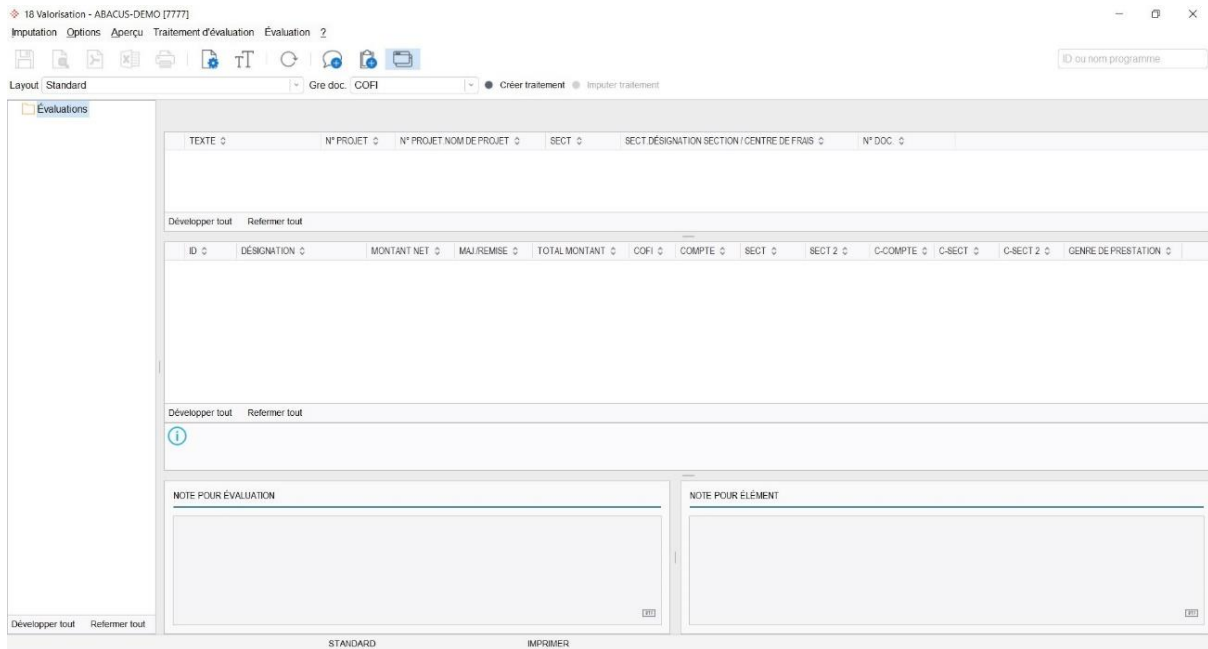 18 Valorisation - ABACUS-DEMO [7777]
Imputation Options Aperçu Traitement d'évaluation Évaluation ?
ID ou nom programme
Layout Standard Gre doc. COFI Créer traitement Imputer traitement
Évaluations
TEXTE N° PROJET N° PROJET.NOM DE PROJET SECT SECT.DÉSIGNATION SECTION / CENTRE DE FRAIS N° DOC.
Développer tout Refermer tout
ID DÉSIGNATION MONTANT NET MAJ./REMISE TOTAL MONTANT COFI COMPTE SECT SECT 2 C-COMPTE C-SECT C-SECT 2 GENRE DE PRESTATION
Développer tout Refermer tout
NOTE POUR ÉVALUATION NOTE POUR ÉLÉMENT
Développer tout Refermer tout
STANDARD IMPRIMER